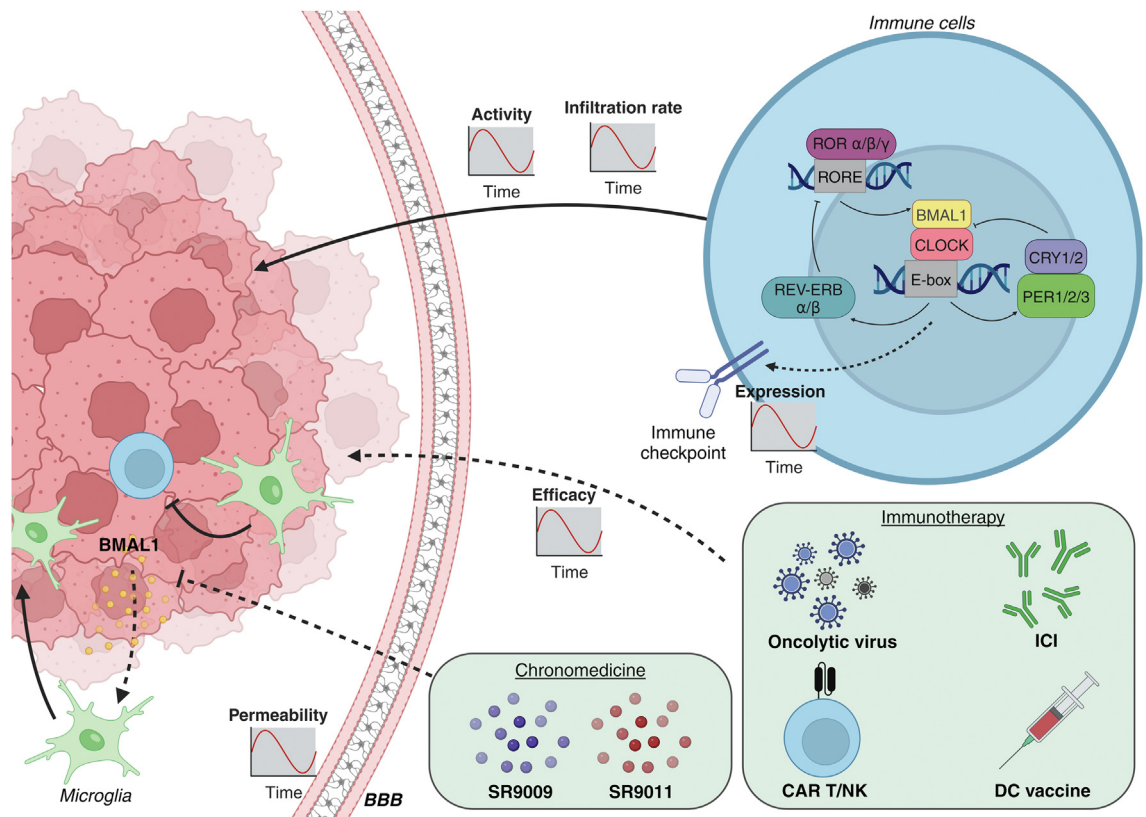 Immune cells
Activity
Time
Infiltration rate
Time
ROR α/β/γ
RORE
BMAL1
CLOCK
E-box
CRY1/2
PER1/2/3
REV-ERB
α/β
Expression
Time
Immune
checkpoint
Efficacy
Time
BMAL1
Microglia
Permeability
Time
BBB
Chronomedicine
SR9009
SR9011
Immunotherapy
Oncolytic virus
ICI
CAR T/NK
DC vaccine